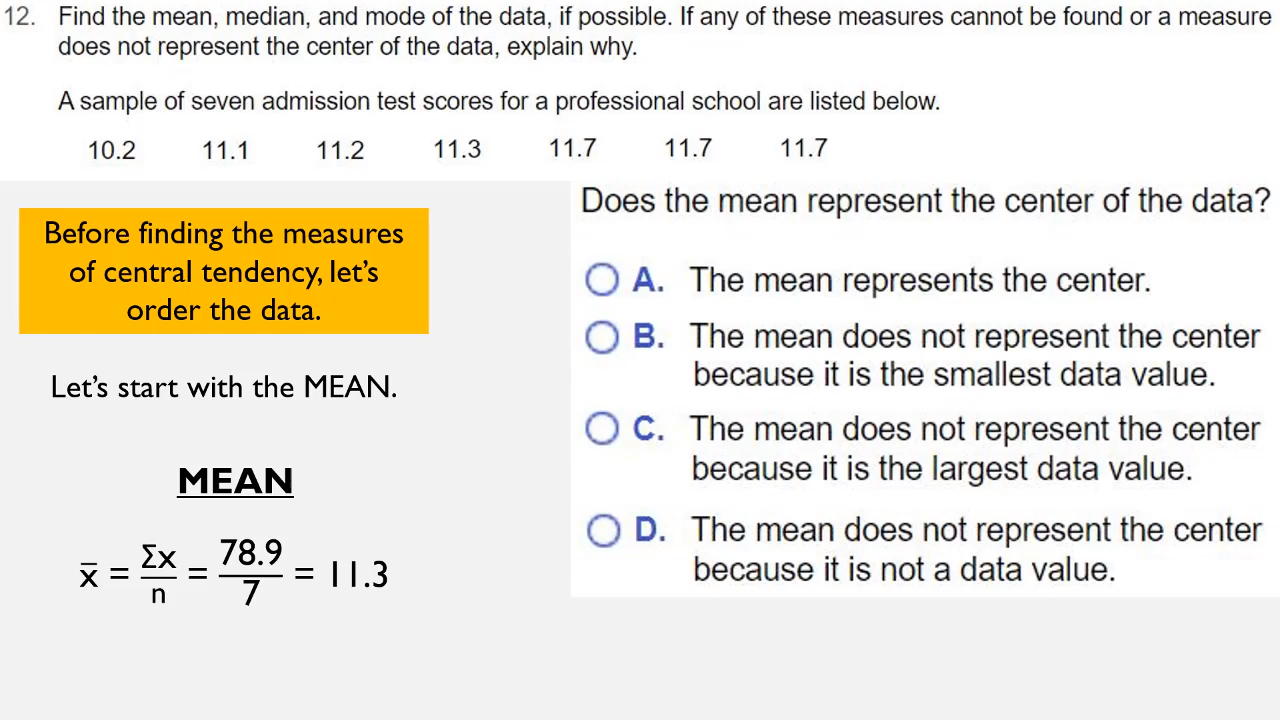 12. Find the mean, median, and mode of the data, if possible. If any of these measures cannot be found or a measure
does not represent the center of the data, explain why.
A sample of seven admission test scores for a professional school are listed below.
10.2 11.1 11.2 11.3 11.7 11.7 11.7
Before finding the measures
of central tendency, let's
order the data.
Let's start with the MEAN.
MEAN
x̄ = Σx/n = 78.9/7 = 11.3
Does the mean represent the center of the data?
A. The mean represents the center.
B. The mean does not represent the center
because it is the smallest data value.
C. The mean does not represent the center
because it is the largest data value.
D. The mean does not represent the center
because it is not a data value.